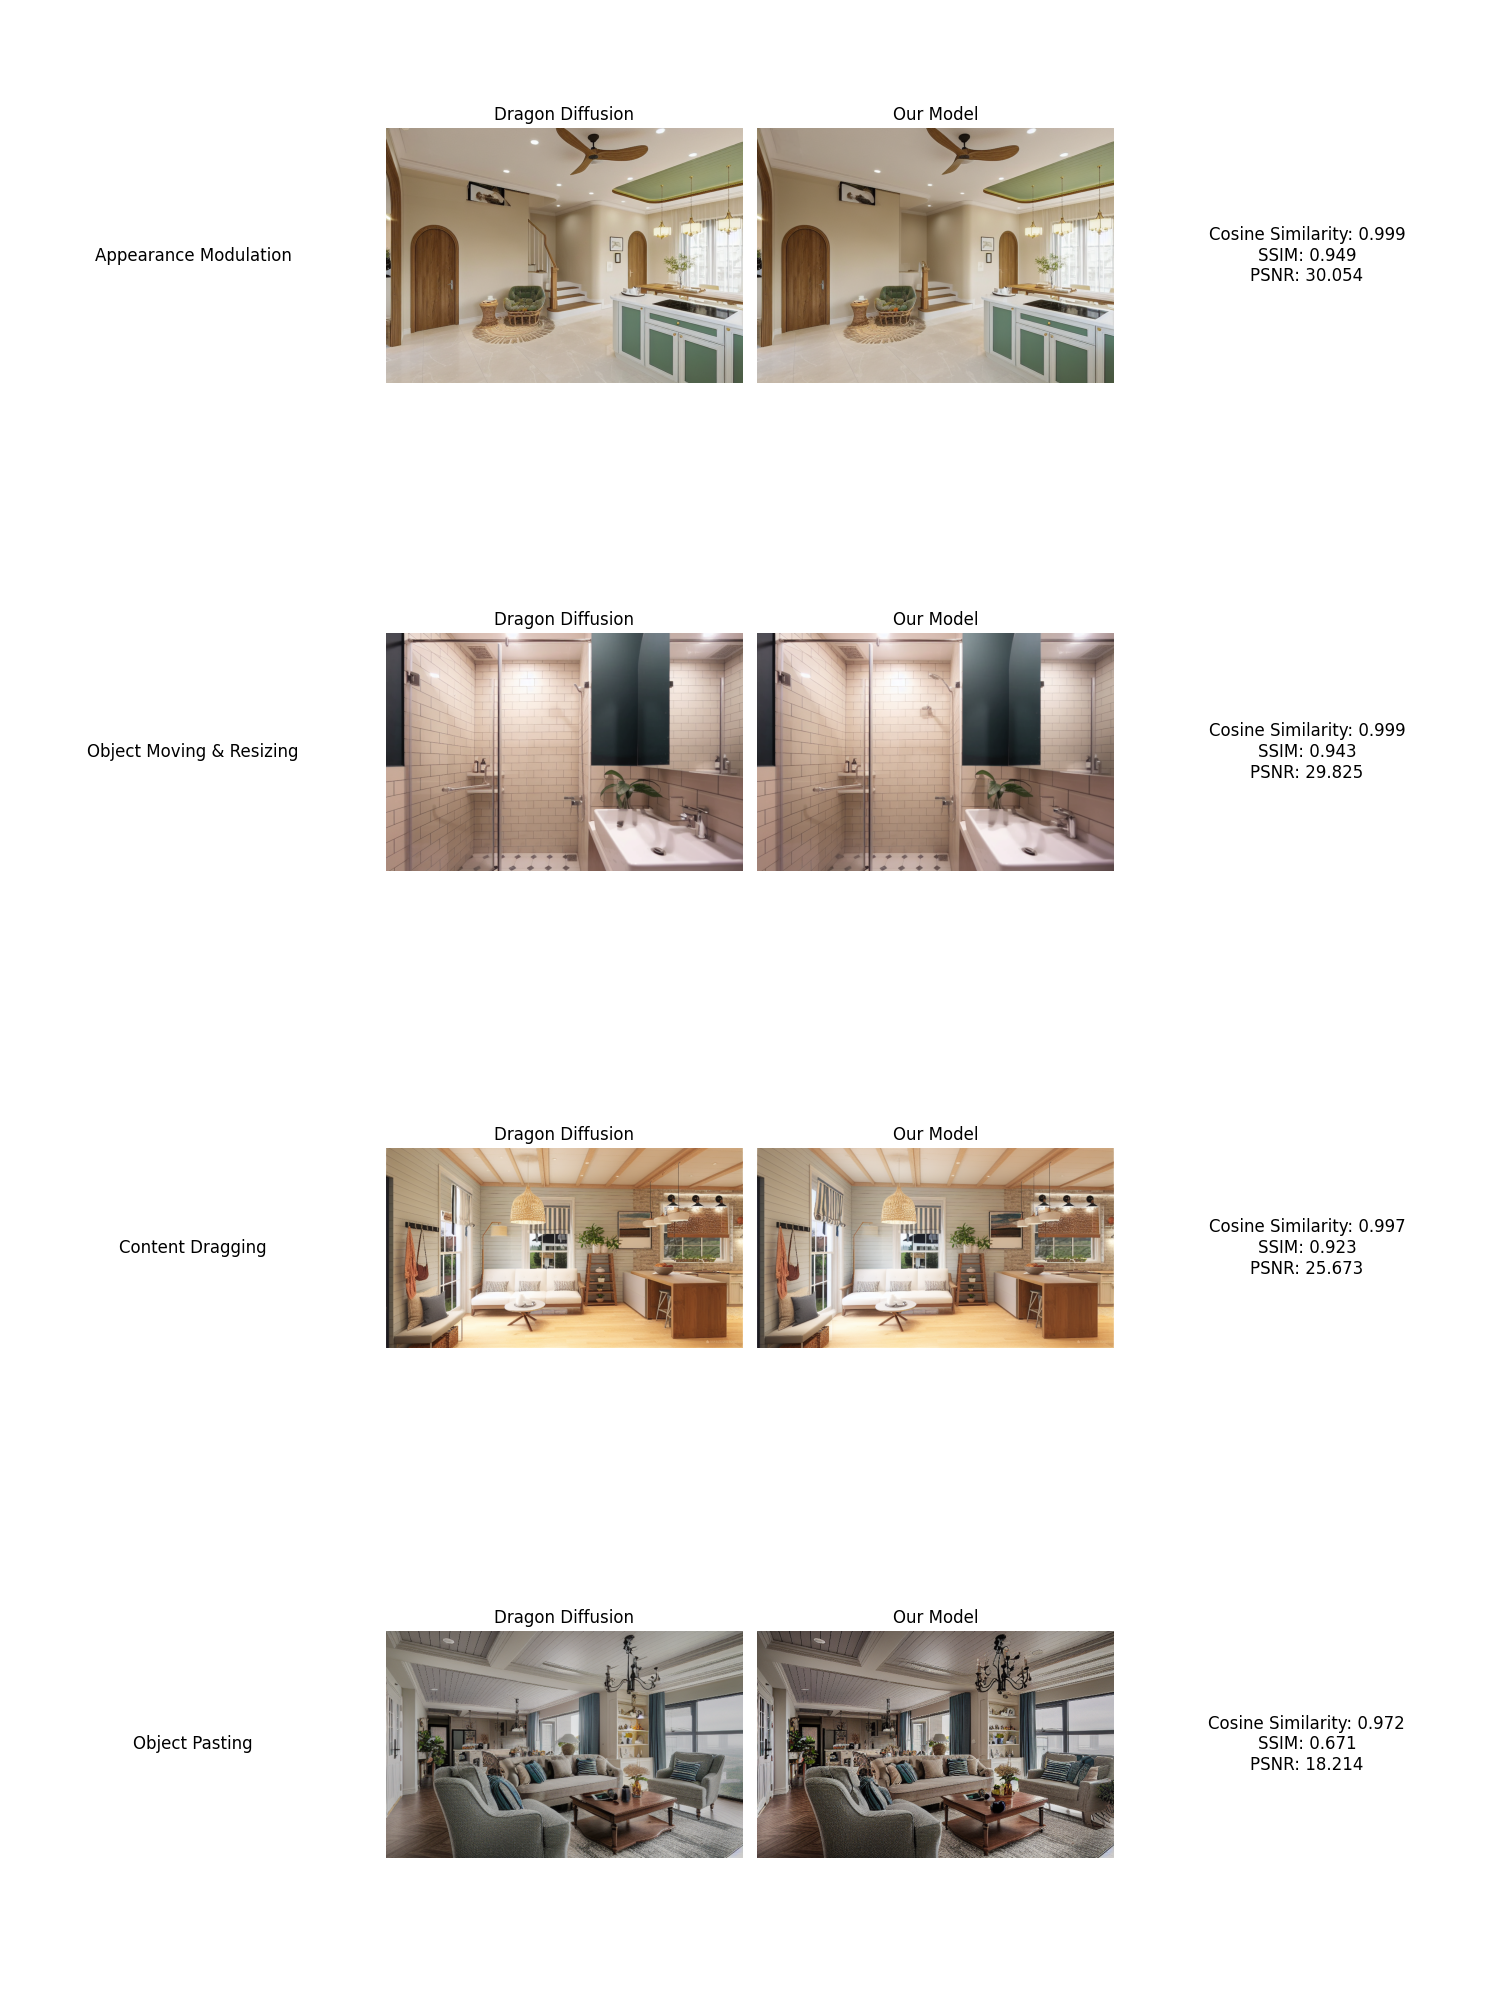 Dragon Diffusion
Our Model
Appearance Modulation
Cosine Similarity: 0.999
SSIM: 0.949
PSNR: 30.054
Dragon Diffusion
Our Model
Object Moving & Resizing
Cosine Similarity: 0.999
SSIM: 0.943
PSNR: 29.825
Dragon Diffusion
Our Model
Content Dragging
Cosine Similarity: 0.997
SSIM: 0.923
PSNR: 25.673
Dragon Diffusion
Our Model
Object Pasting
Cosine Similarity: 0.972
SSIM: 0.671
PSNR: 18.214